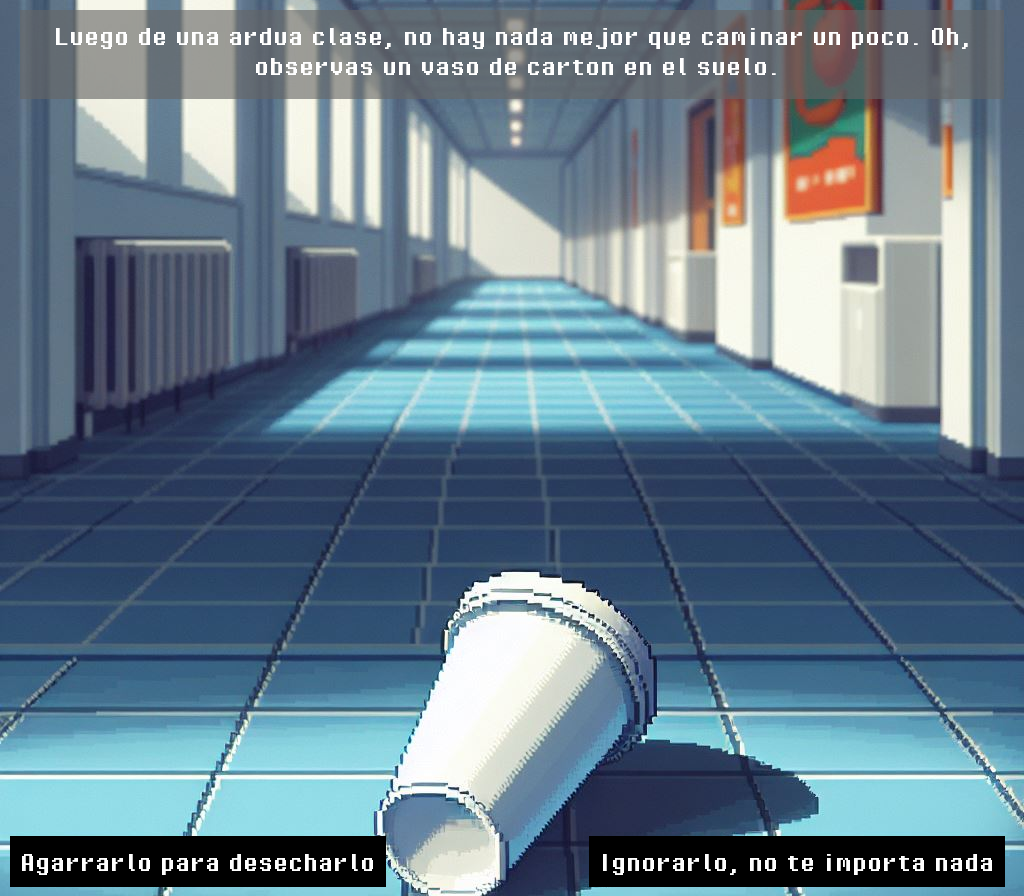 Luego de una ardua clase, no hay nada mejor que caminar un poco. Oh,
observas un vaso de carton en el suelo.
Agarrarlo para desecharlo
Ignorarlo, no te importa nada